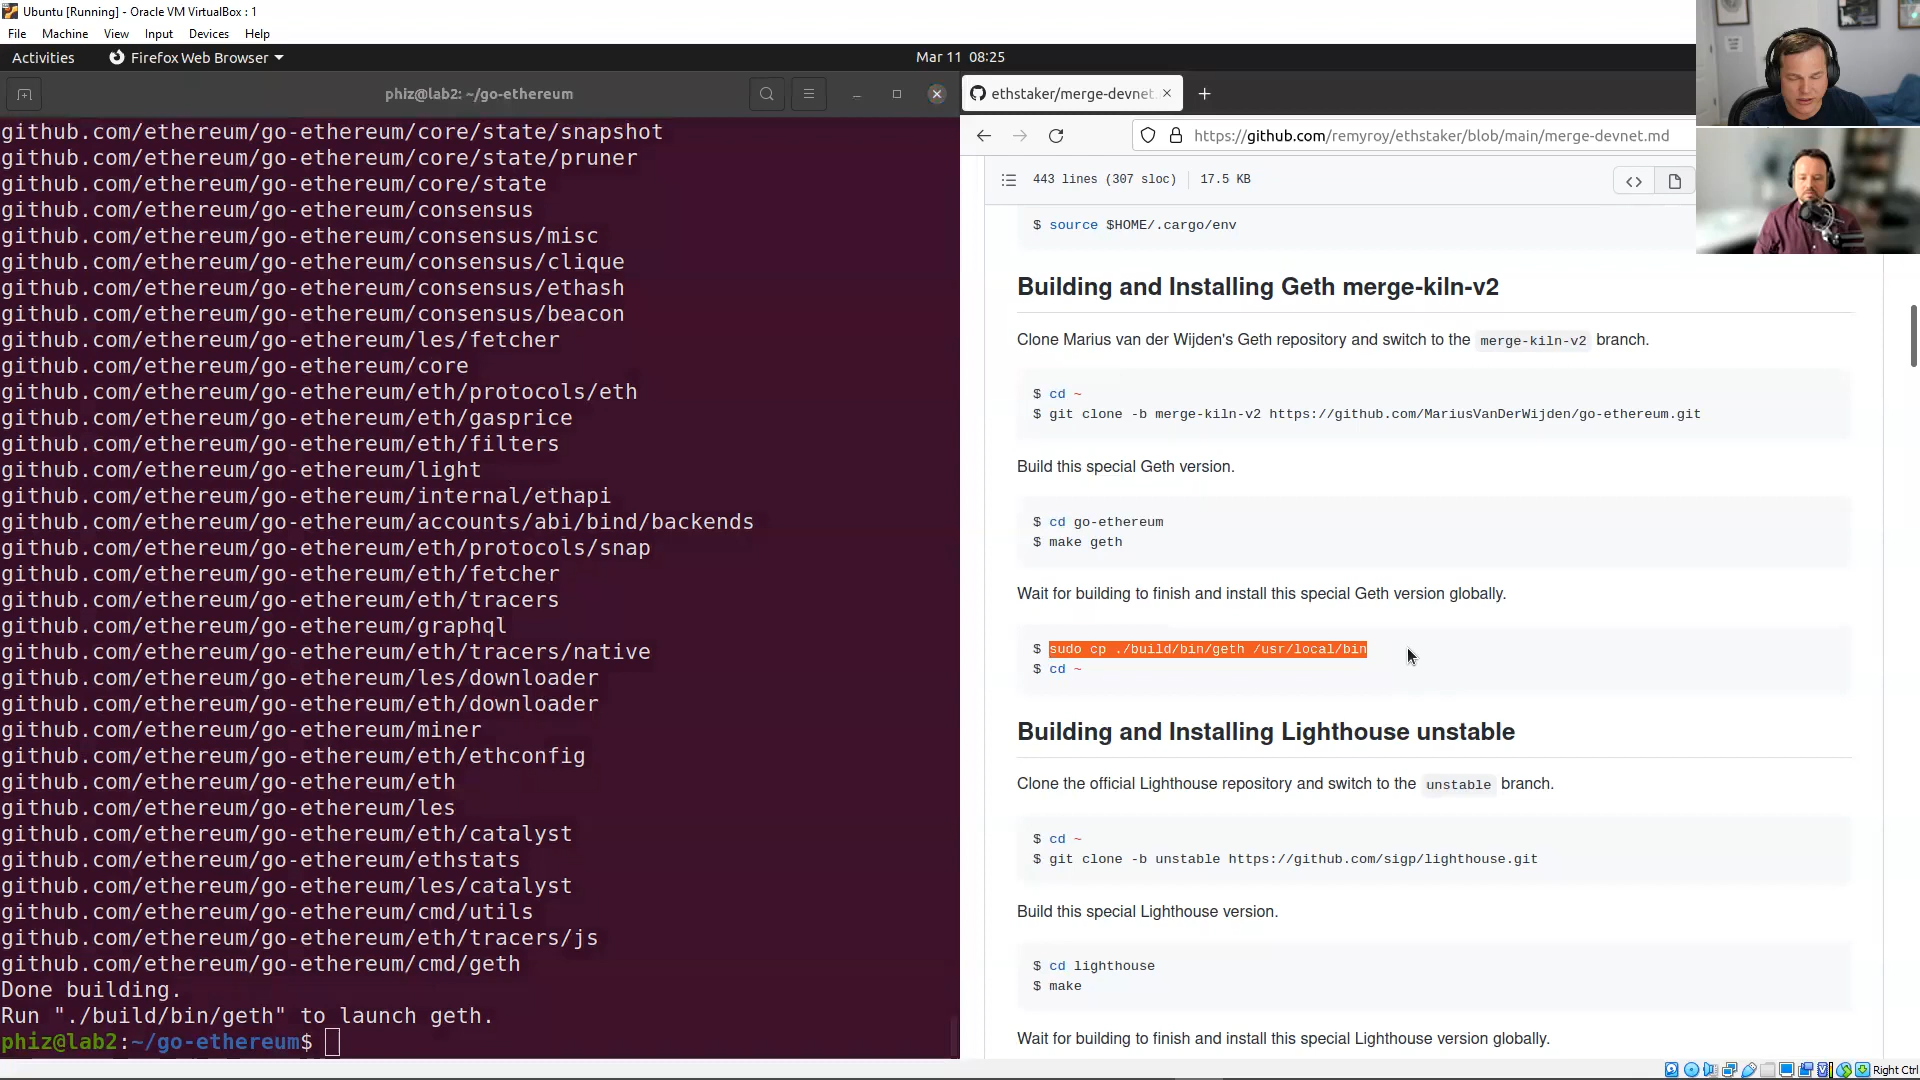 Ubuntu [Running] - Oracle VM VirtualBox : 1
File Machine View Input Devices Help
Activities Firefox Web Browser Mar 11 08:25
phiz@lab2: ~/go-ethereum
github.com/ethereum/go-ethereum/core/state/snapshot
github.com/ethereum/go-ethereum/core/state/pruner
github.com/ethereum/go-ethereum/core/state
github.com/ethereum/go-ethereum/consensus
github.com/ethereum/go-ethereum/consensus/misc
github.com/ethereum/go-ethereum/consensus/clique
github.com/ethereum/go-ethereum/consensus/ethash
github.com/ethereum/go-ethereum/consensus/beacon
github.com/ethereum/go-ethereum/les/fetcher
github.com/ethereum/go-ethereum/core
github.com/ethereum/go-ethereum/eth/protocols/eth
github.com/ethereum/go-ethereum/eth/gasprice
github.com/ethereum/go-ethereum/eth/filters
github.com/ethereum/go-ethereum/light
github.com/ethereum/go-ethereum/internal/ethapi
github.com/ethereum/go-ethereum/accounts/abi/bind/backends
github.com/ethereum/go-ethereum/eth/protocols/snap
github.com/ethereum/go-ethereum/eth/fetcher
github.com/ethereum/go-ethereum/eth/tracers
github.com/ethereum/go-ethereum/graphql
github.com/ethereum/go-ethereum/eth/tracers/native
github.com/ethereum/go-ethereum/les/downloader
github.com/ethereum/go-ethereum/eth/downloader
github.com/ethereum/go-ethereum/miner
github.com/ethereum/go-ethereum/eth/ethconfig
github.com/ethereum/go-ethereum/eth
github.com/ethereum/go-ethereum/les
github.com/ethereum/go-ethereum/eth/catalyst
github.com/ethereum/go-ethereum/ethstats
github.com/ethereum/go-ethereum/les/catalyst
github.com/ethereum/go-ethereum/cmd/utils
github.com/ethereum/go-ethereum/eth/tracers/js
github.com/ethereum/go-ethereum/cmd/geth
Done building.
Run "./build/bin/geth" to launch geth.
phiz@lab2:~/go-ethereum$
ethstaker/merge-devnet.
https://github.com/remyroy/ethstaker/blob/main/merge-devnet.md
443 lines (307 sloc) 17.5 KB
$ source $HOME/.cargo/env
Building and Installing Geth merge-kiln-v2
Clone Marius van der Wijden's Geth repository and switch to the merge-kiln-v2 branch.
$ cd ~
$ git clone -b merge-kiln-v2 https://github.com/MariusVanDerWijden/go-ethereum.git
Build this special Geth version.
$ cd go-ethereum
$ make geth
Wait for building to finish and install this special Geth version globally.
$ sudo cp ./build/bin/geth /usr/local/bin
$ cd ~
Building and Installing Lighthouse unstable
Clone the official Lighthouse repository and switch to the unstable branch.
$ cd ~
$ git clone -b unstable https://github.com/sigp/lighthouse.git
Build this special Lighthouse version.
$ cd lighthouse
$ make
Wait for building to finish and install this special Lighthouse version globally.
Right Ctrl